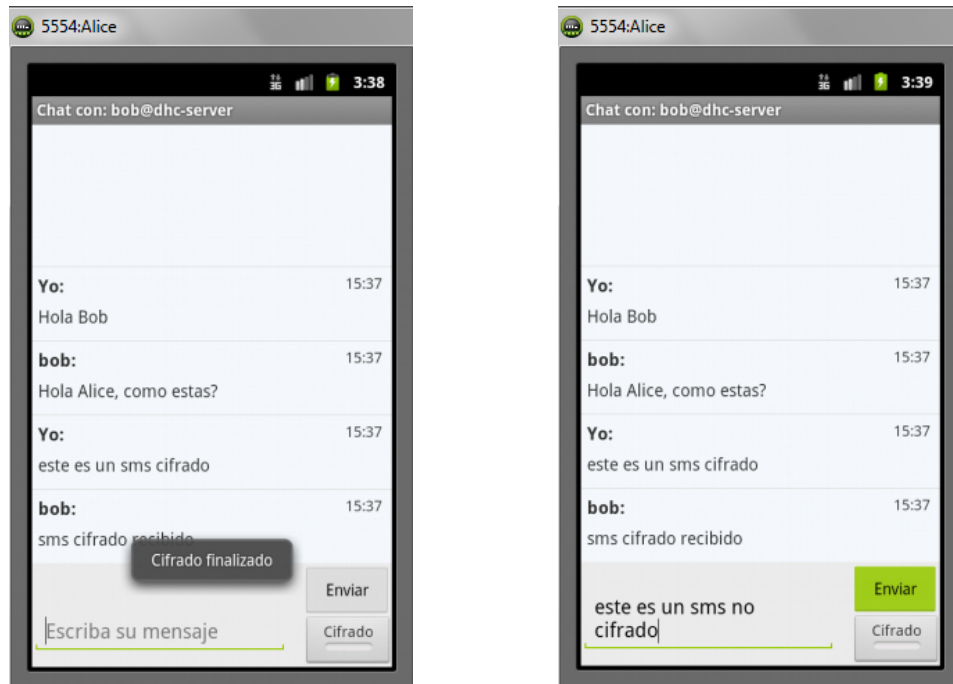 5554:Alice
3G 3:38
Chat con: bob@dhc-server
Yo: 15:37
Hola Bob
bob: 15:37
Hola Alice, como estas?
Yo: 15:37
este es un sms cifrado
bob: 15:37
sms cifrado recibido
Cifrado finalizado
Enviar
Escriba su mensaje
Cifrado
5554:Alice
3G 3:39
Chat con: bob@dhc-server
Yo: 15:37
Hola Bob
bob: 15:37
Hola Alice, como estas?
Yo: 15:37
este es un sms cifrado
bob: 15:37
sms cifrado recibido
Enviar
este es un sms no
cifrado
Cifrado